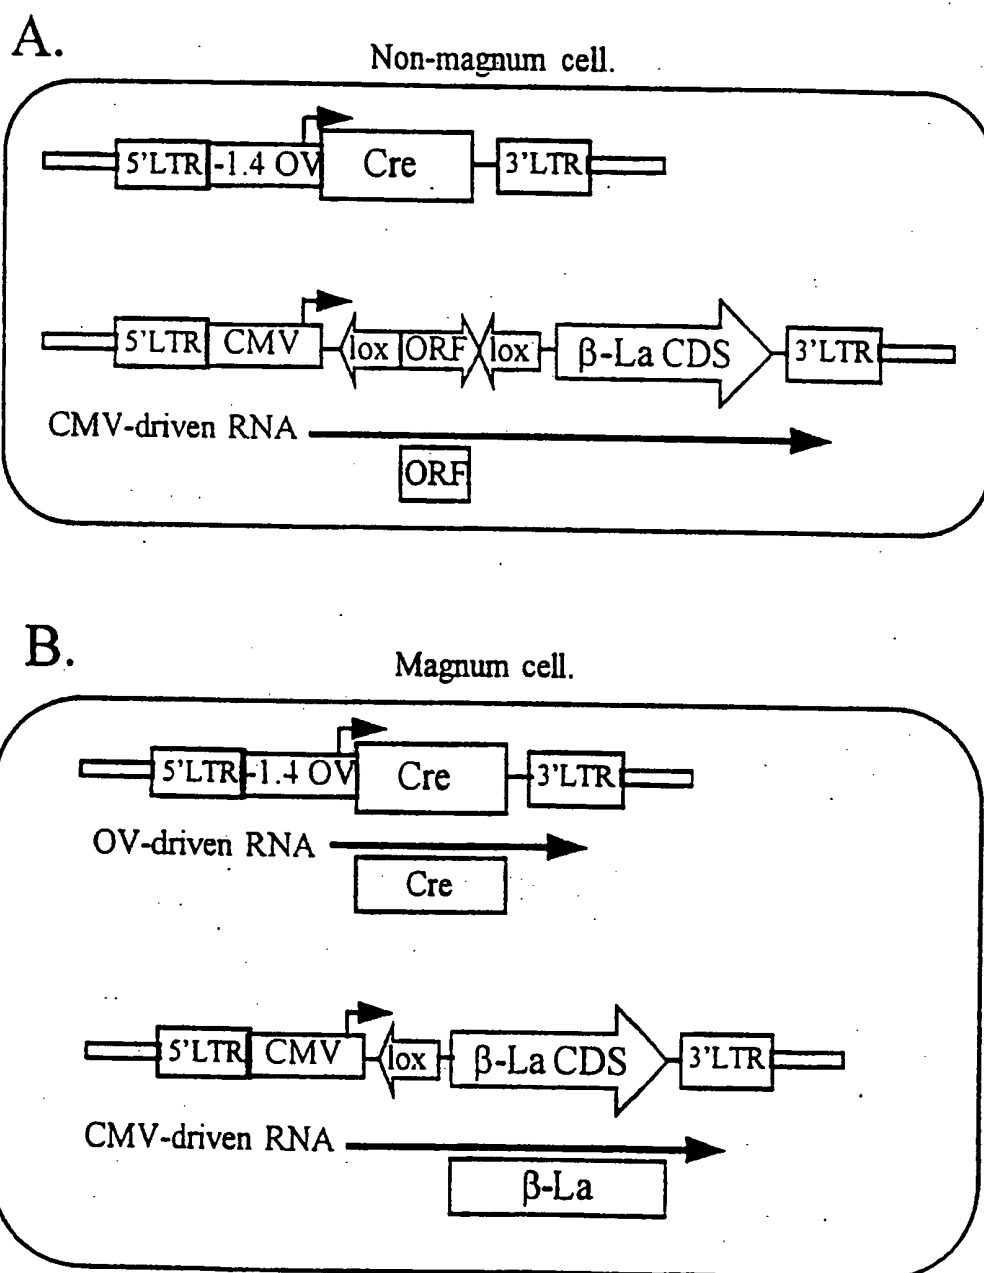 A.
Non-magnum cell.
5'LTR -1.4 OV Cre 3'LTR
5'LTR CMV lox ORF lox β-La CDS 3'LTR
CMV-driven RNA
ORF
B.
Magnum cell.
5'LTR -1.4 OV Cre 3'LTR
OV-driven RNA
Cre
5'LTR CMV lox β-La CDS 3'LTR
CMV-driven RNA
β-La